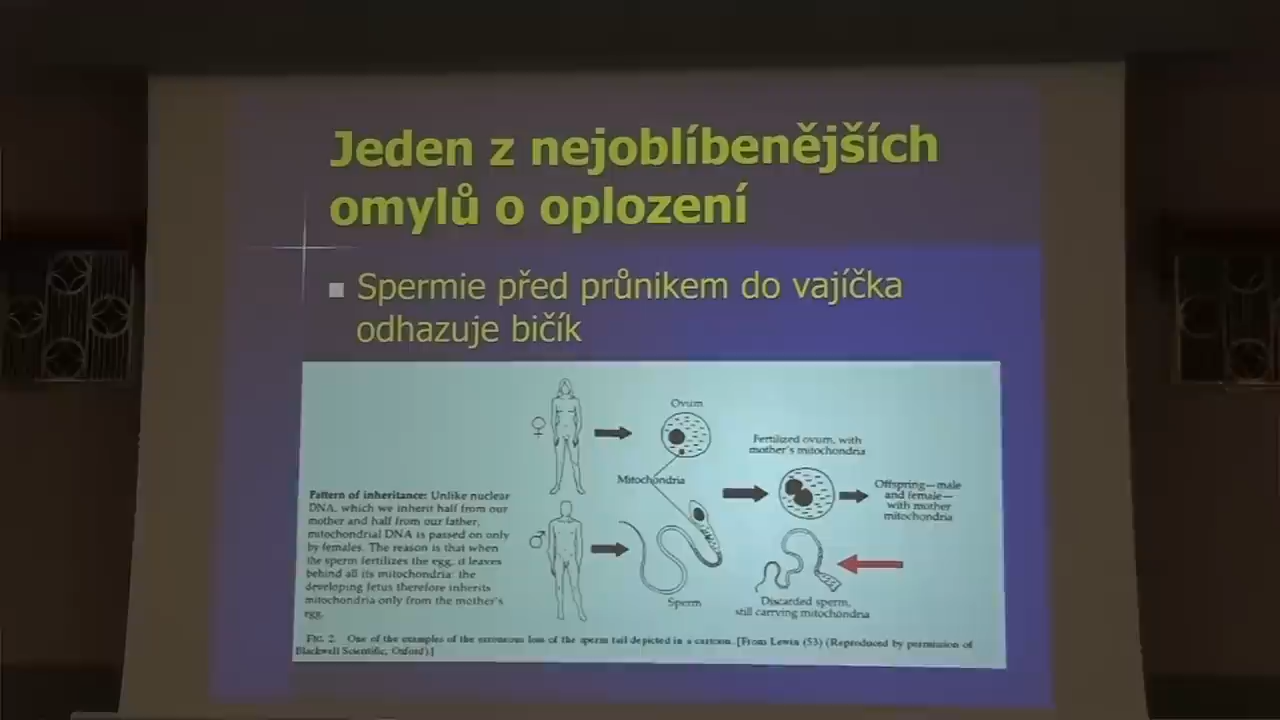 Jeden z nejoblíbenějších
omylů o oplození
Spermie před průnikem do vajíčka
odhazuje bičík
Ovum
Mitochondria
Sperm
Fertilized ovum, with
mother's mitochondria
Offspring—male
and female—
with mother
mitochondria
Discarded sperm,
still carrying mitochondria
Pattern of inheritance: Unlike nuclear
DNA, which we inherit half from our
mother and half from our father,
mitochondrial DNA is passed on only
by females. The reason is that when
the sperm fertilizes the egg, it leaves
behind all its mitochondria: the
developing fetus therefore inherits
mitochondria only from the mother's
egg.
FIG. 2. One of the examples of the erroneous loss of the sperm tail depicted in a cartoon. [From Lewin (53) (Reproduced by permission of
Blackwell Scientific, Oxford).]